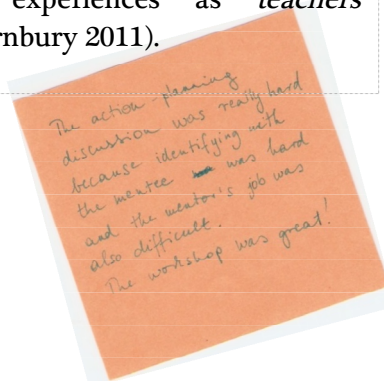 experiences as teachers
rnbury 2011).
The action-planning
discussion was really hard
because identifying with
the mentee was hard
and the mentor's job was
also difficult.
The workshop was great!